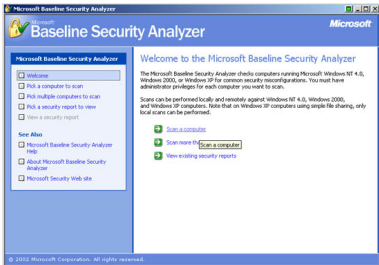 Microsoft Baseline Security Analyzer
Microsoft
Baseline Security Analyzer
Microsoft
Microsoft Baseline Security Analyzer
Welcome
Pick a computer to scan
Pick multiple computers to scan
Pick a security report to view
View a security report
See Also
Microsoft Baseline Security Analyzer
Help
About Microsoft Baseline Security
Analyzer
Microsoft Security Web site
Welcome to the Microsoft Baseline Security Analyzer
The Microsoft Baseline Security Analyzer checks computers running Microsoft Windows NT 4.0,
Windows 2000, or Windows XP for common security misconfigurations. You must have
administrator privileges for each computer you want to scan.
Scans can be performed locally and remotely against Windows NT 4.0, Windows 2000,
and Windows XP computers. Note that on Windows XP computers using simple file sharing, only
local scans can be performed.
Scan a computer
Scan more th
Scan a computer
View existing security reports
© 2002 Microsoft Corporation. All rights reserved.